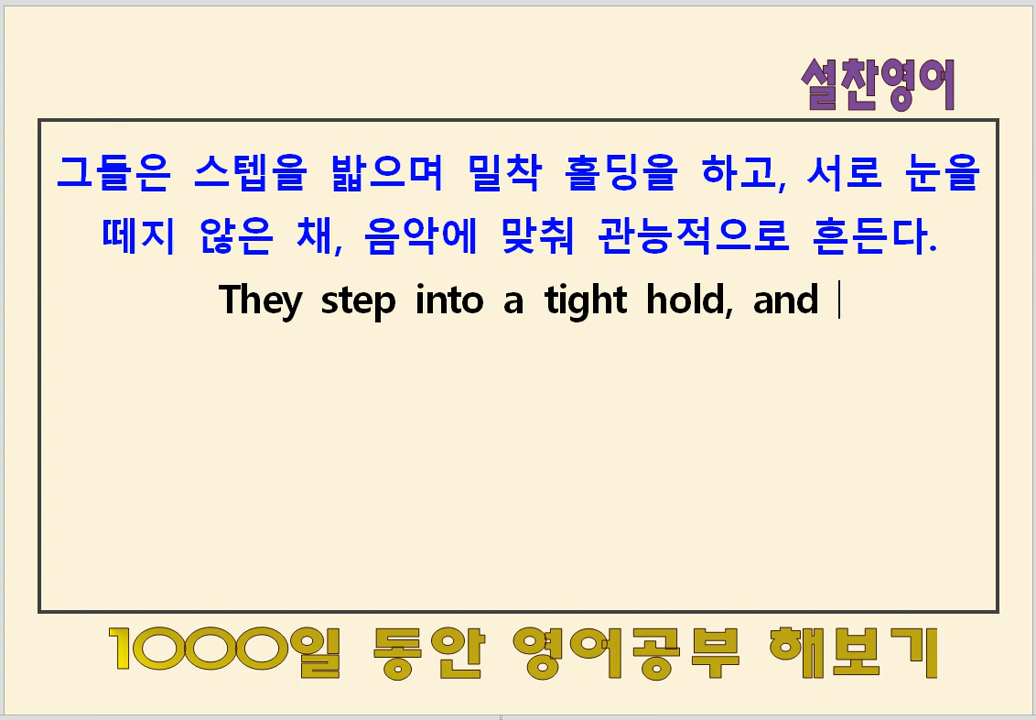 설찬영어
그들은 스텝을 밟으며 밀착 홀딩을 하고, 서로 눈을
떼지 않은 채, 음악에 맞춰 관능적으로 흔든다.
They step into a tight hold, and
1000일 동안 영어공부 해보기